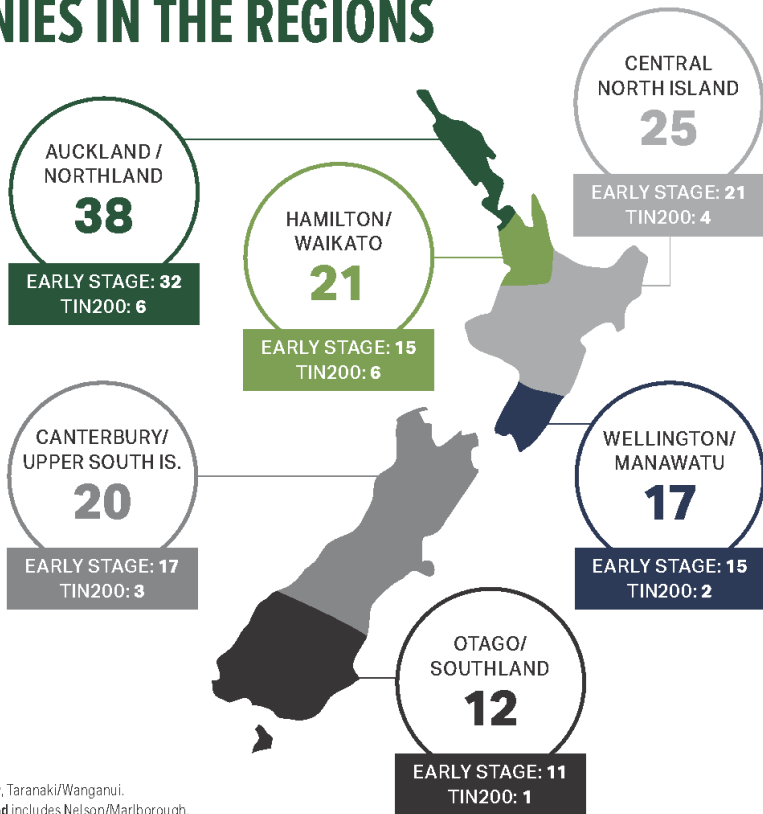 NIES IN THE REGIONS
CENTRAL
NORTH ISLAND
25
EARLY STAGE: 21
TIN200: 4
AUCKLAND /
NORTHLAND
38
EARLY STAGE: 32
TIN200: 6
HAMILTON/
WAIKATO
21
EARLY STAGE: 15
TIN200: 6
CANTERBURY/
UPPER SOUTH IS.
20
EARLY STAGE: 17
TIN200: 3
WELLINGTON/
MANAWATU
17
EARLY STAGE: 15
TIN200: 2
OTAGO/
SOUTHLAND
12
EARLY STAGE: 11
TIN200: 1
, Taranaki/Wanganui.
includes Nelson/Marlborough.